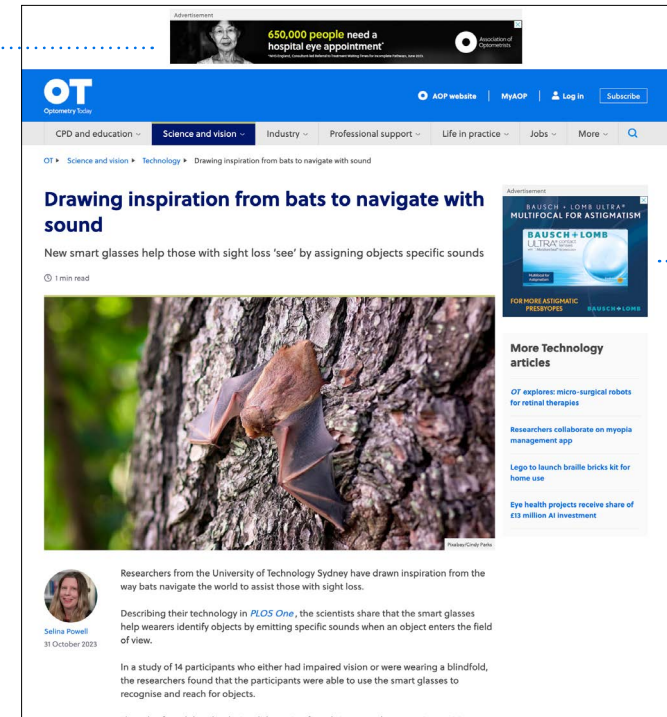 Advertisement
650,000 people need a
hospital eye appointment*
Association of
Optometrists
OT
Optometry Today
AOP website | MyAOP | Log in Subscribe
CPD and education Science and vision Industry Professional support Life in practice Jobs More
OT Science and vision Technology Drawing inspiration from bats to navigate with sound
Drawing inspiration from bats to navigate with
sound
New smart glasses help those with sight loss ‘see’ by assigning objects specific sounds
1 min read
Pixabay/Cindy Parks
Selina Powell
31 October 2023
Researchers from the University of Technology Sydney have drawn inspiration from the
way bats navigate the world to assist those with sight loss.
Describing their technology in PLOS One, the scientists share that the smart glasses
help wearers identify objects by emitting specific sounds when an object enters the field
of view.
In a study of 14 participants who either had impaired vision or were wearing a blindfold,
the researchers found that the participants were able to use the smart glasses to
recognise and reach for objects.
Advertisement
BAUSCH + LOMB ULTRA®
MULTIFOCAL FOR ASTIGMATISM
BAUSCH + LOMB
ULTRA
Multifocal for
Astigmatism
FOR MORE ASTIGMATIC
PRESBYOPES
BAUSCH + LOMB
More Technology
articles
OT explores: micro-surgical robots
for retinal therapies
Researchers collaborate on myopia
management app
Lego to launch braille bricks kit for
home use
Eye health projects receive share of
£13 million AI investment